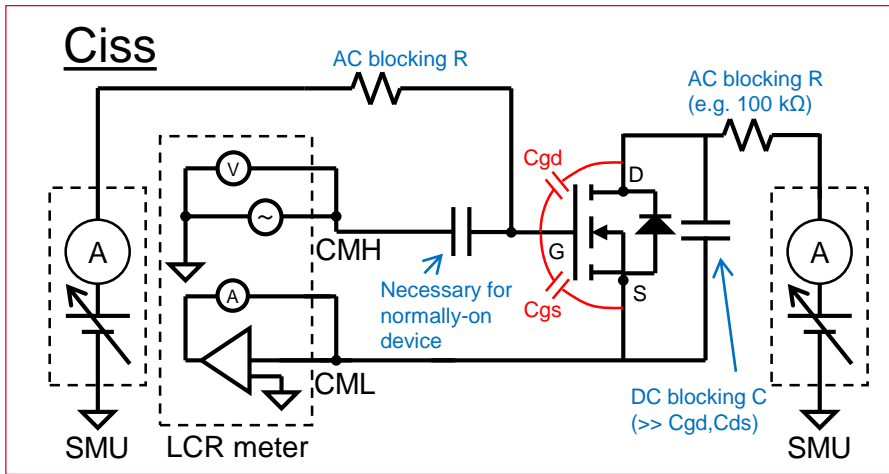 Ciss
AC blocking R
AC blocking R
(e.g. 100 kΩ)
V
Cgd
D
~
A
CMH
G
A
A
Necessary for
normally-on
device
Cgs
S
CML
DC blocking C
(>> Cgd,Cds)
SMU
LCR meter
SMU